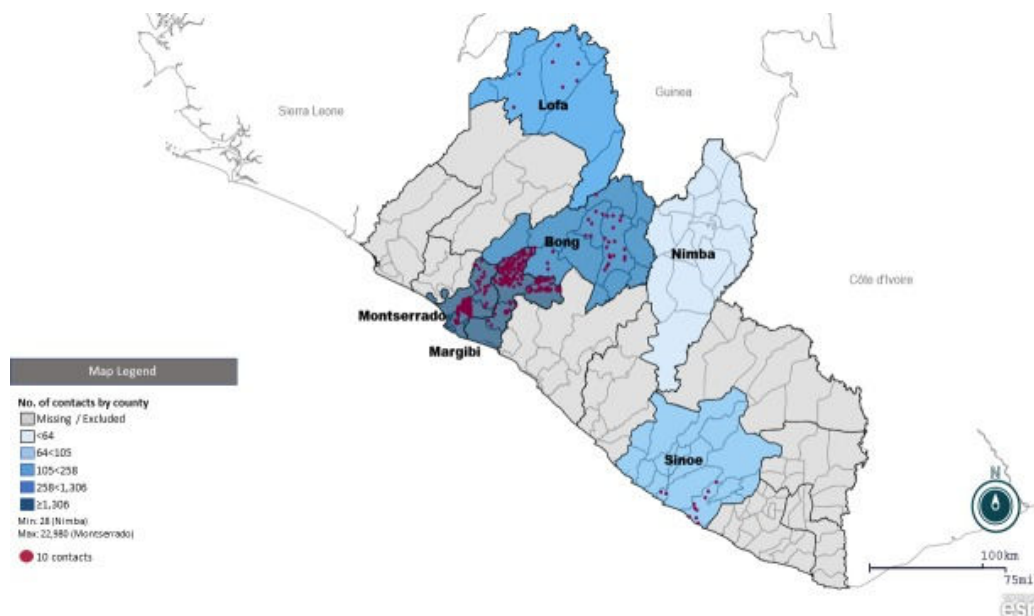 Sierra Leone
Guinea
Lofa
Bong
Nimba
Côte d'Ivoire
Montserrado
Margibi
Map Legend
No. of contacts by county
Missing / Excluded
<64
64<105
105<258
258<1,306
≥1,306
Min: 28 (Nimba)
Max: 22,980 (Montserrado)
10 contacts
Sinoe
N
100km
75mi
esri